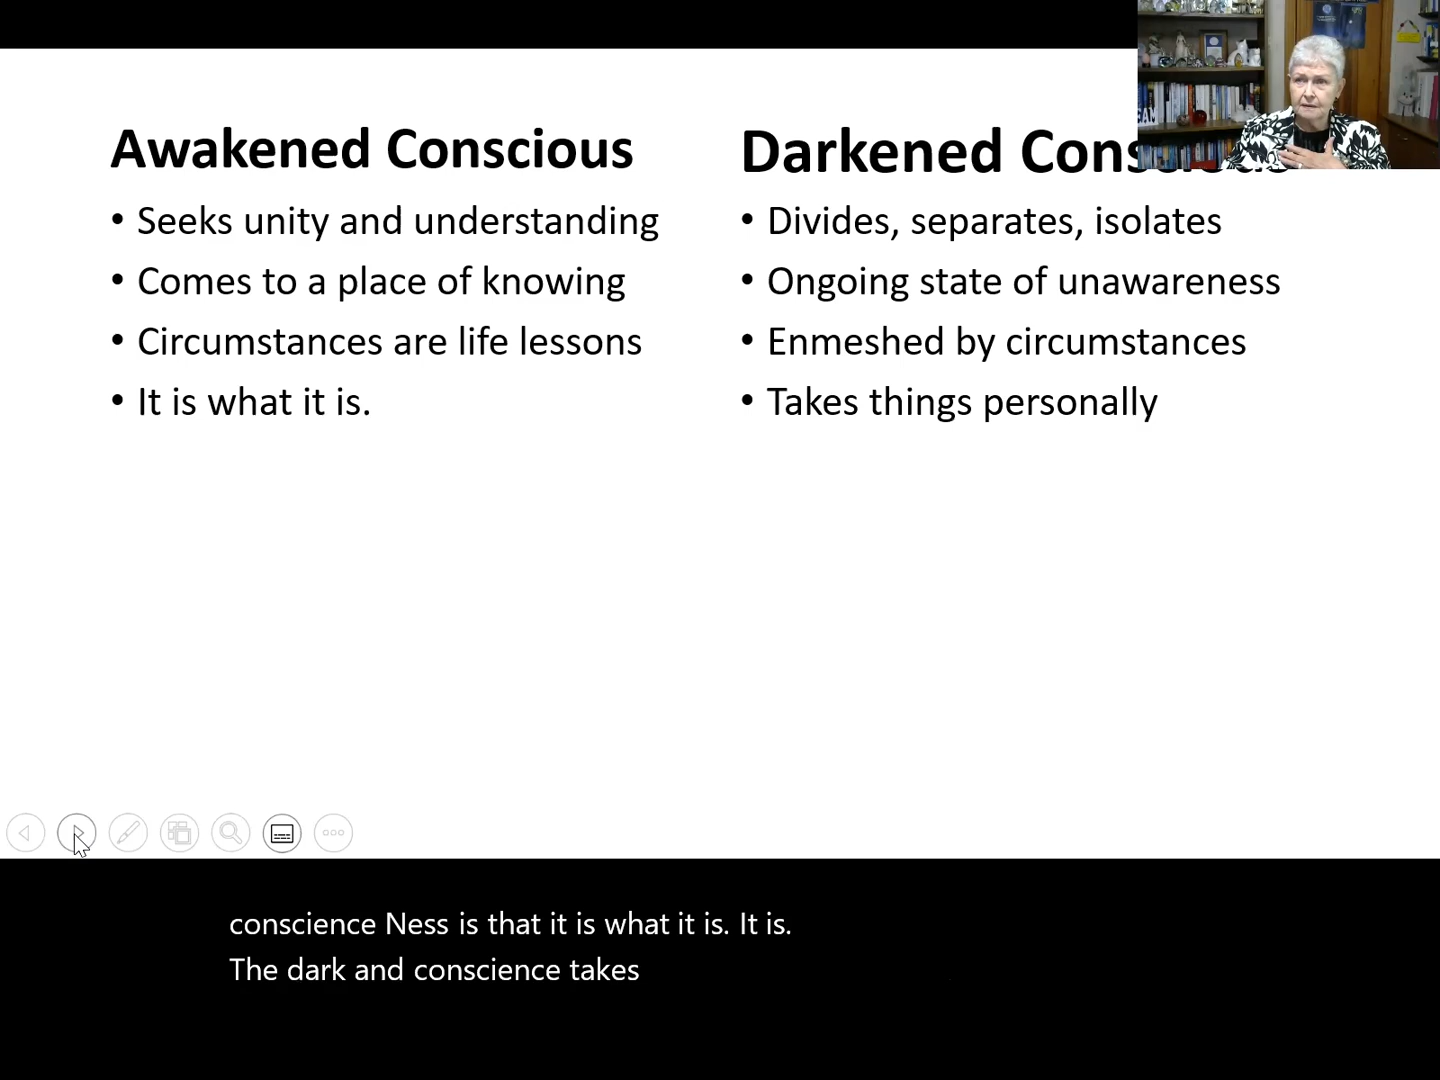 Awakened Conscious
• Seeks unity and understanding
• Comes to a place of knowing
• Circumstances are life lessons
• It is what it is.
Darkened
• Divides, separates, isolates
• Ongoing state of unawareness
• Enmeshed by circumstances
• Takes things personally
conscience Ness is that it is what it is. It is.
The dark and conscience takes